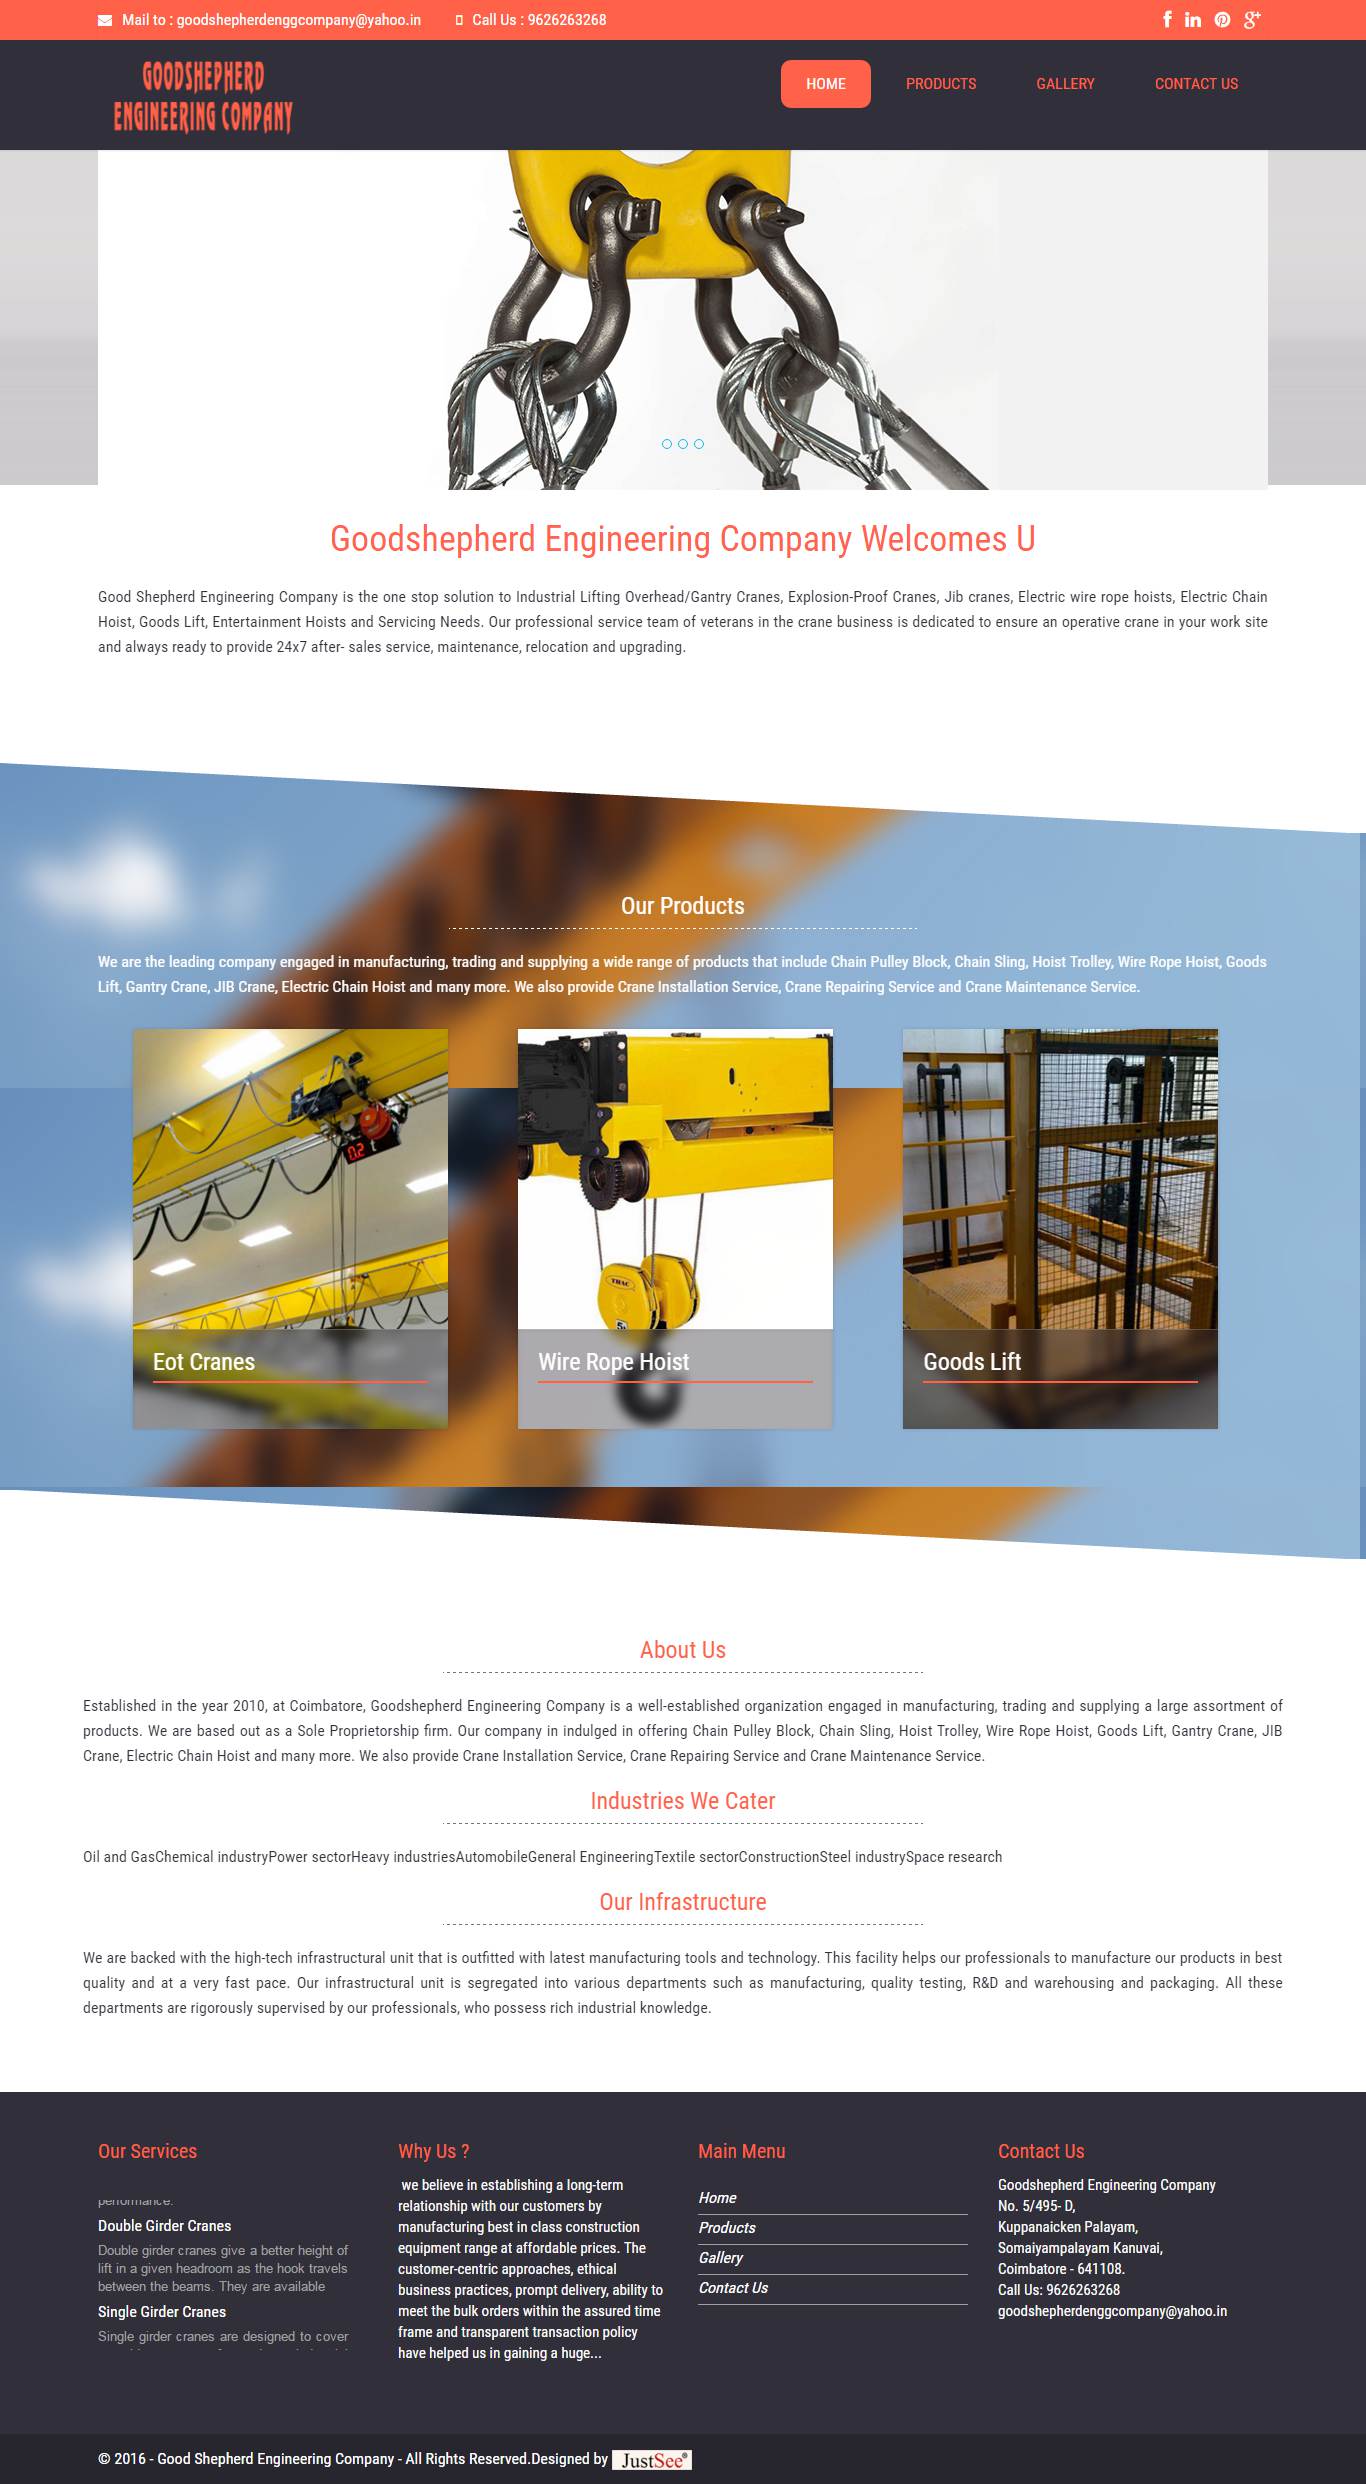 Mail to : goodshepherdenggcompany@yahoo.in Call Us : 9626263268
GOODSHEPHERD
ENGINEERING COMPANY
HOME PRODUCTS GALLERY CONTACT US
Goodshepherd Engineering Company Welcomes U
Good Shepherd Engineering Company is the one stop solution to Industrial Lifting Overhead/Gantry Cranes, Explosion-Proof Cranes, Jib cranes, Electric wire rope hoists, Electric Chain
Hoist, Goods Lift, Entertainment Hoists and Servicing Needs. Our professional service team of veterans in the crane business is dedicated to ensure an operative crane in your work site
and always ready to provide 24x7 after- sales service, maintenance, relocation and upgrading.
Our Products
We are the leading company engaged in manufacturing, trading and supplying a wide range of products that include Chain Pulley Block, Chain Sling, Hoist Trolley, Wire Rope Hoist, Goods
Lift, Gantry Crane, JIB Crane, Electric Chain Hoist and many more. We also provide Crane Installation Service, Crane Repairing Service and Crane Maintenance Service.
0.2
Eot Cranes
Wire Rope Hoist
Goods Lift
About Us
Established in the year 2010, at Coimbatore, Goodshepherd Engineering Company is a well-established organization engaged in manufacturing, trading and supplying a large assortment of
products. We are based out as a Sole Proprietorship firm. Our company in indulged in offering Chain Pulley Block, Chain Sling, Hoist Trolley, Wire Rope Hoist, Goods Lift, Gantry Crane, JIB
Crane, Electric Chain Hoist and many more. We also provide Crane Installation Service, Crane Repairing Service and Crane Maintenance Service.
Industries We Cater
Oil and GasChemical industryPower sectorHeavy industriesAutomobileGeneral EngineeringTextile sectorConstructionSteel industrySpace research
Our Infrastructure
We are backed with the high-tech infrastructural unit that is outfitted with latest manufacturing tools and technology. This facility helps our professionals to manufacture our products in best
quality and at a very fast pace. Our infrastructural unit is segregated into various departments such as manufacturing, quality testing, R&D and warehousing and packaging. All these
departments are rigorously supervised by our professionals, who possess rich industrial knowledge.
Our Services
performance.
Double Girder Cranes
Double girder cranes give a better height of
lift in a given headroom as the hook travels
between the beams. They are available
Single Girder Cranes
Single girder cranes are designed to cover
Why Us ?
we believe in establishing a long-term
relationship with our customers by
manufacturing best in class construction
equipment range at affordable prices. The
customer-centric approaches, ethical
business practices, prompt delivery, ability to
meet the bulk orders within the assured time
frame and transparent transaction policy
have helped us in gaining a huge...
Main Menu
Home
Products
Gallery
Contact Us
Contact Us
Goodshepherd Engineering Company
No. 5/495- D,
Kuppanaicken Palayam,
Somaiyampalayam Kanuvai,
Coimbatore - 641108.
Call Us: 9626263268
goodshepherdenggcompany@yahoo.in
© 2016 - Good Shepherd Engineering Company - All Rights Reserved.Designed by JustSee®